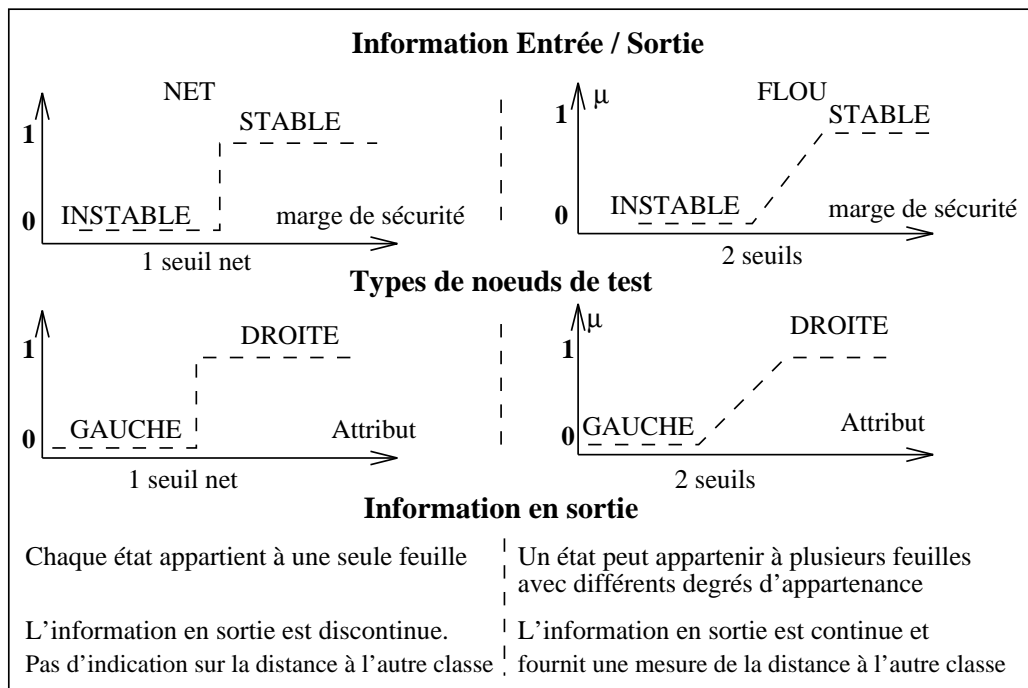 Information Entrée / Sortie
NET
FLOU
1
STABLE
INSTABLE
0
marge de sécurité
1 seuil net
µ
1
STABLE
INSTABLE
0
marge de sécurité
2 seuils
Types de noeuds de test
1
DROITE
GAUCHE
0
Attribut
1 seuil net
µ
1
DROITE
GAUCHE
0
Attribut
2 seuils
Information en sortie
Chaque état appartient à une seule feuille
Un état peut appartenir à plusieurs feuilles
avec différents degrés d’appartenance
L’information en sortie est discontinue.
Pas d’indication sur la distance à l’autre classe
L’information en sortie est continue et
fournit une mesure de la distance à l’autre classe